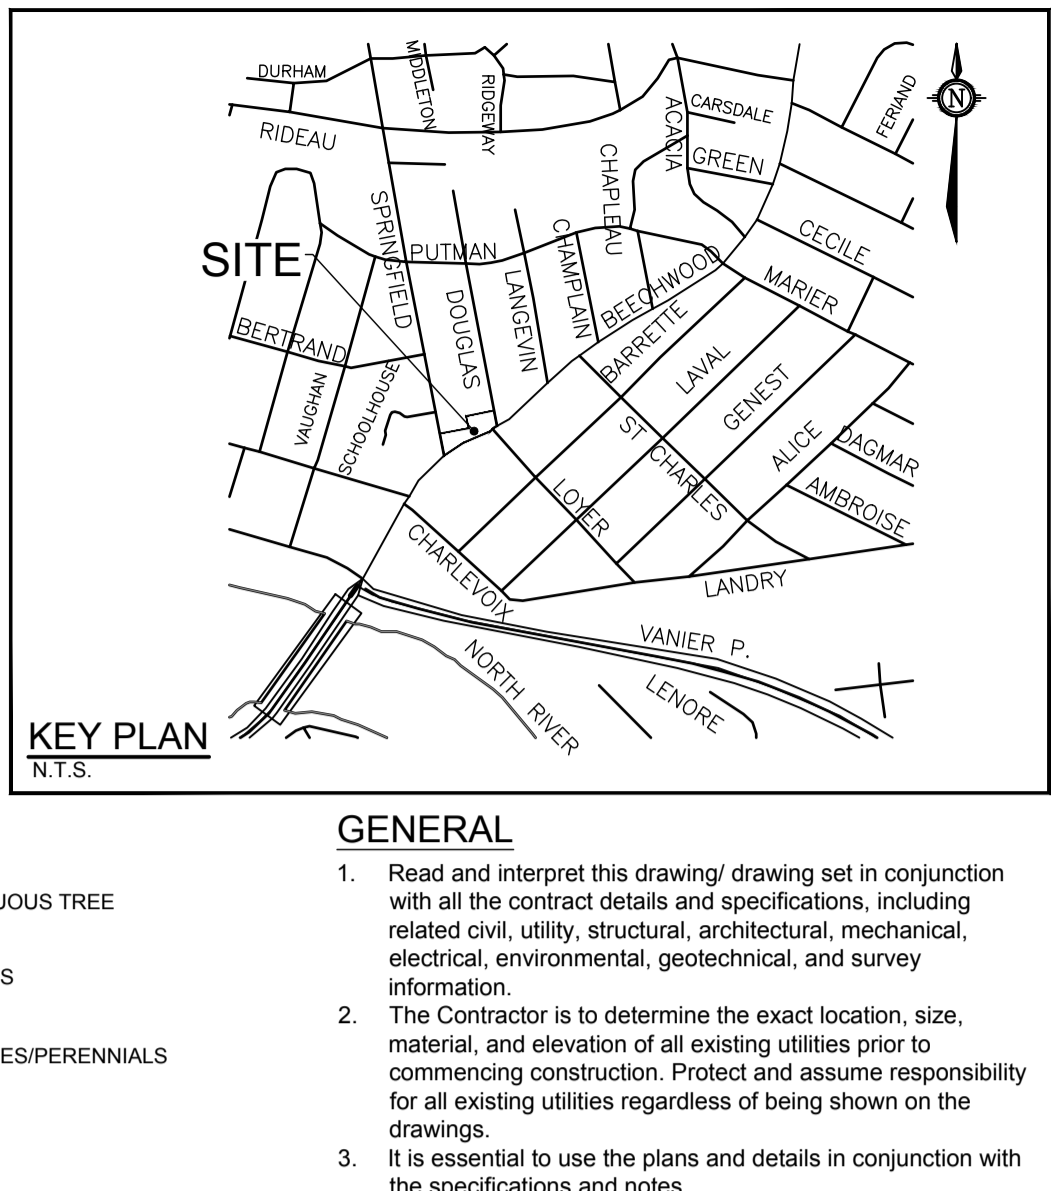 DURHAM
MIDDLETON
RIDGEWAY
RIDEAU
ACACIA
CARSDALE
GREEN
FERIAND
N
CHAPLEAU
SPRINGFIELD
PUTMAN
CHAMPLAIN
CECILE
SITE
DOUGLAS
LANGEVIN
BEECHWOOD
MARIER
BERTRAND
BARRETTE
LAVAL
VAUGHAN
SCHOOLHOUSE
GENEST
ST CHARLES
ALICE
DAGMAR
LOYER
AMBROISE
CHARLEVOIX
LANDRY
VANIER P.
NORTH RIVER
LENORE
KEY PLAN
N.T.S.
UOUS TREE
S
ES/PERENNIALS
GENERAL
1. Read and interpret this drawing/ drawing set in conjunction
with all the contract details and specifications, including
related civil, utility, structural, architectural, mechanical,
electrical, environmental, geotechnical, and survey
information.
2. The Contractor is to determine the exact location, size,
material, and elevation of all existing utilities prior to
commencing construction. Protect and assume responsibility
for all existing utilities regardless of being shown on the
drawings.
3. It is essential to use the plans and details in conjunction with
the specifications and notes.